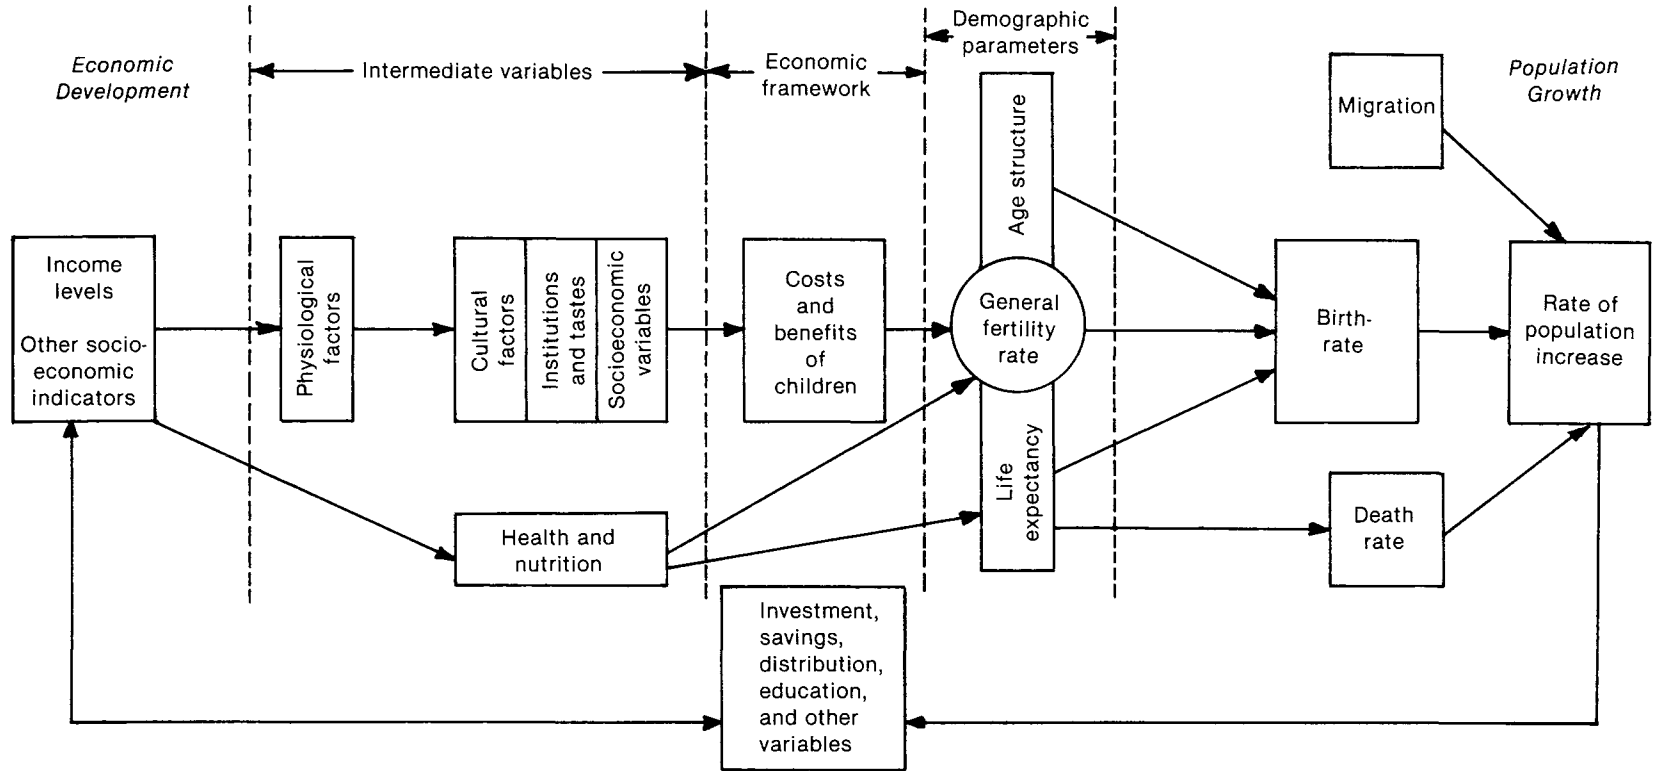 Economic
Development
Intermediate variables
Economic
framework
Demographic
parameters
Population
Growth
Migration
Income
levels
Other socio-
economic
indicators
Physiological
factors
Cultural
factors
Institutions
and tastes
Socioeconomic
variables
Costs
and
benefits
of
children
Age structure
General
fertility
rate
Life
expectancy
Birth-
rate
Rate of
population
increase
Health and
nutrition
Death
rate
Investment,
savings,
distribution,
education,
and other
variables